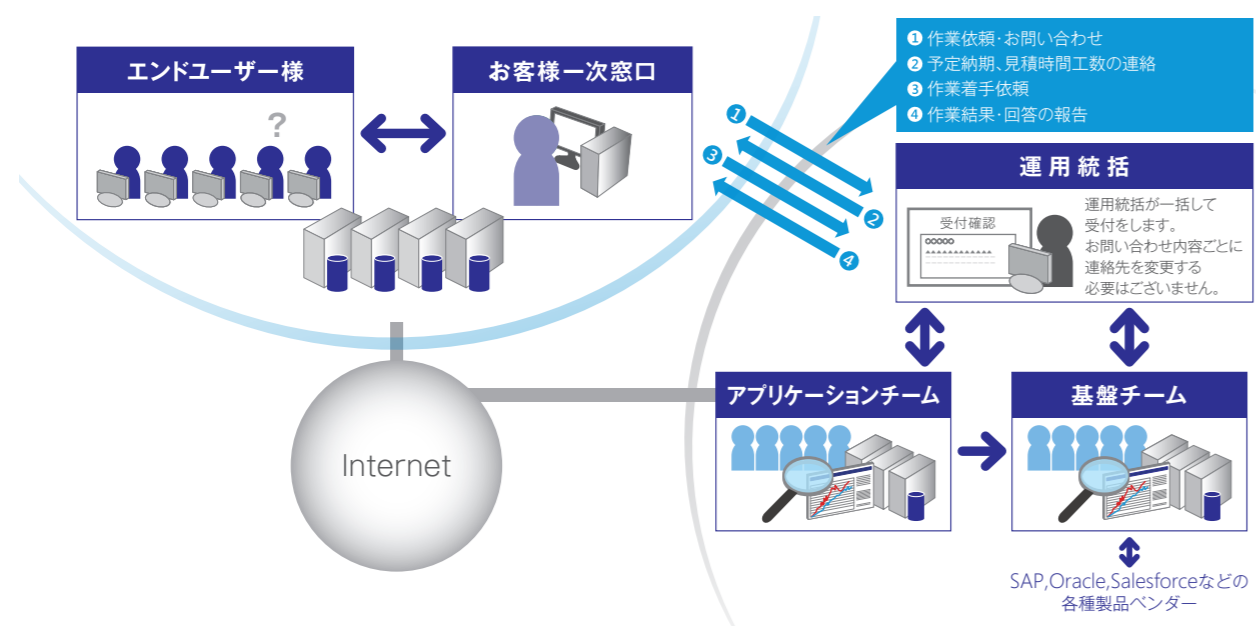 エンドユーザー様
?
お客様一次窓口
❶ 作業依頼・お問い合わせ
❷ 予定納期、見積時間工数の連絡
❸ 作業着手依頼
❹ 作業結果・回答の報告
❶
❸
❷
❹
運用統括
受付確認
運用統括が一括して
受付をします。
お問い合わせ内容ごとに
連絡先を変更する
必要はございません。
Internet
アプリケーションチーム
基盤チーム
SAP,Oracle,Salesforceなどの
各種製品ベンダー